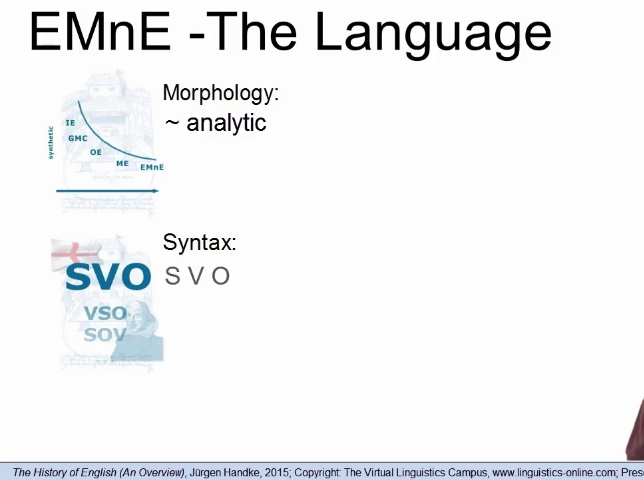 EMnE -The Language
Morphology:
~ analytic
synthetic
IE
GMC
OE
ME
EMnE
Syntax:
SVO
S V O
VSO
SOV
The History of English (An Overview), Jürgen Handke, 2015; Copyright: The Virtual Linguistics Campus, www.linguistics-online.com; Pres